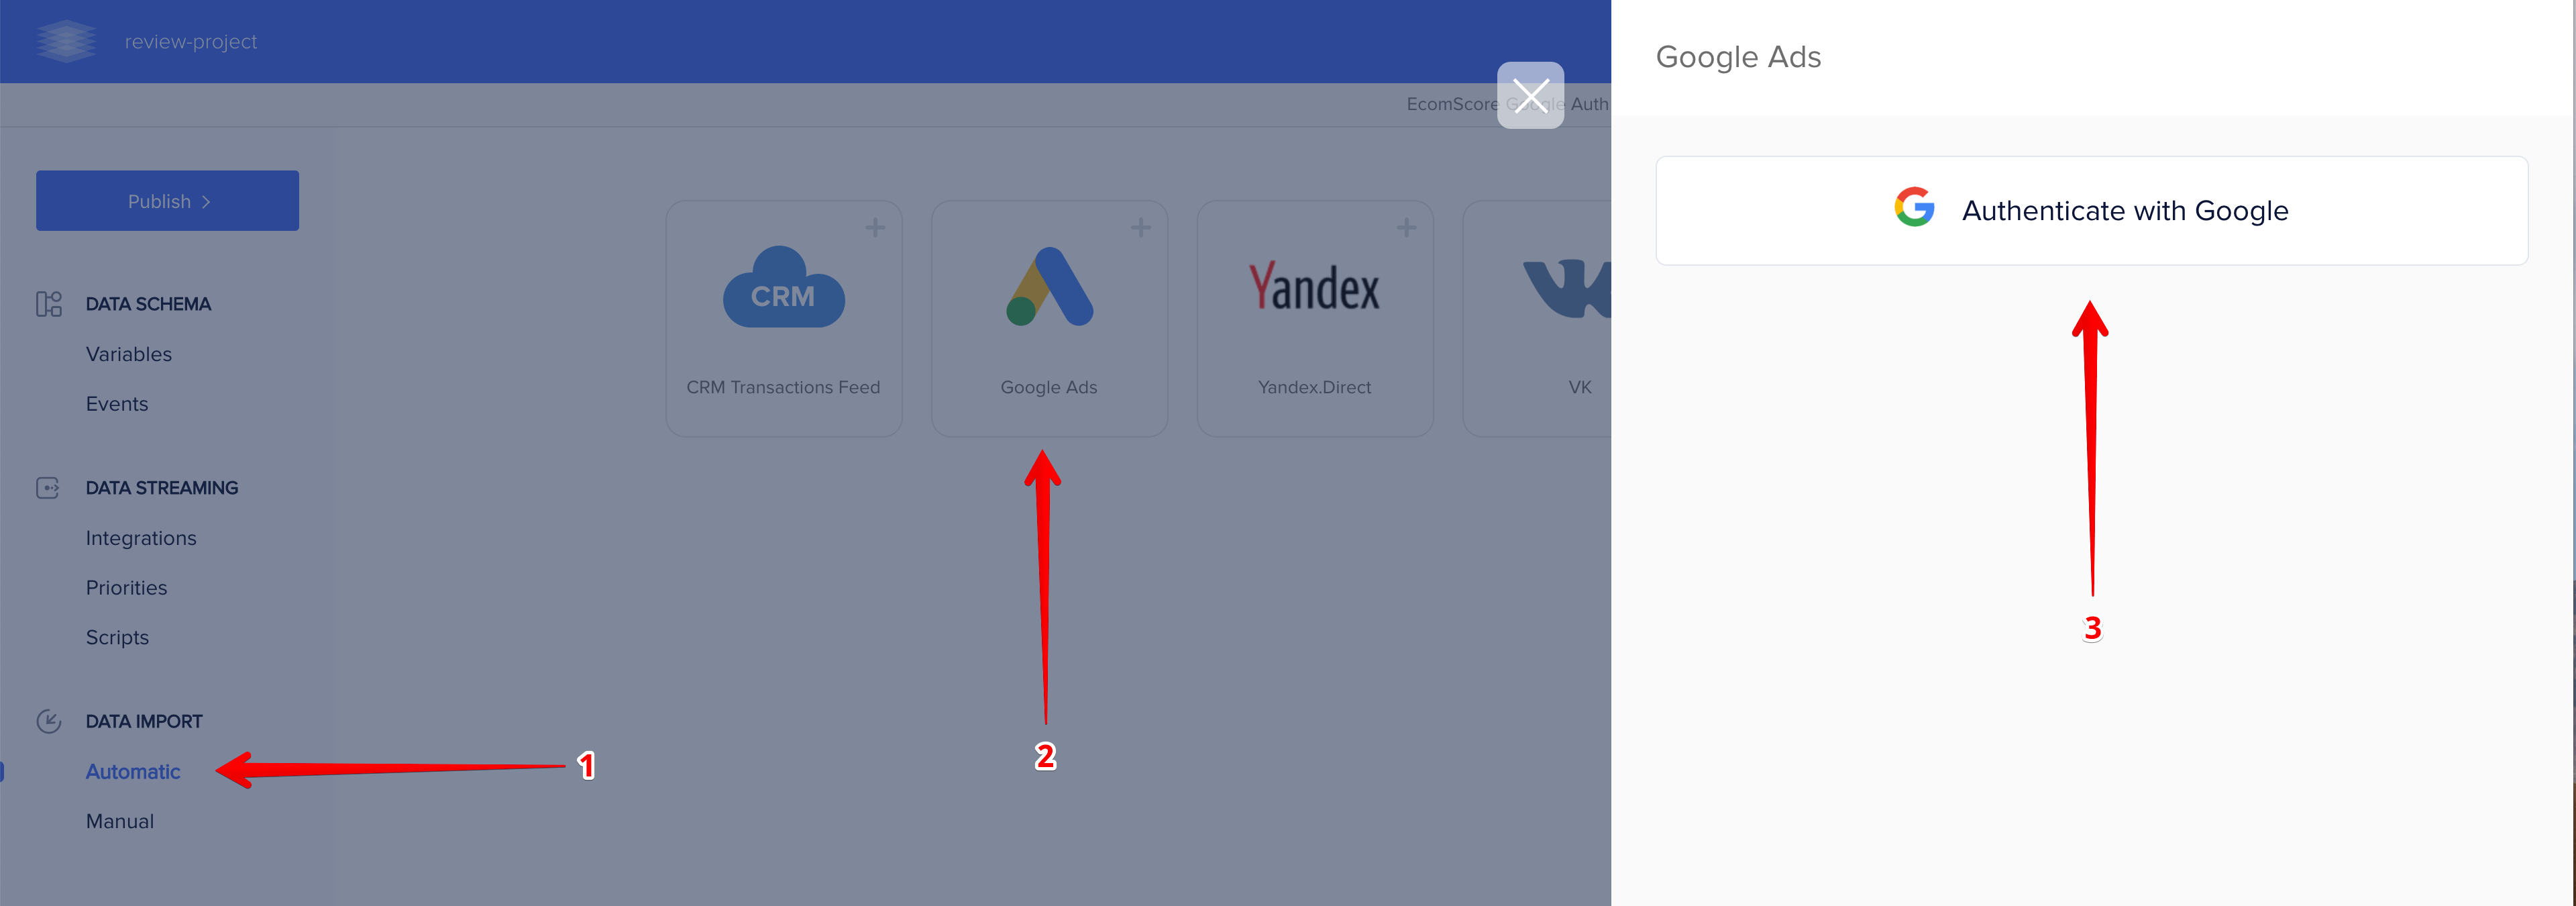 review-project
EcomScore Google Auth
Publish
DATA SCHEMA
Variables
Events
DATA STREAMING
Integrations
Priorities
Scripts
DATA IMPORT
Automatic
Manual
1
CRM
CRM Transactions Feed
Google Ads
2
Yandex
Yandex.Direct
VK
Google Ads
Authenticate with Google
3